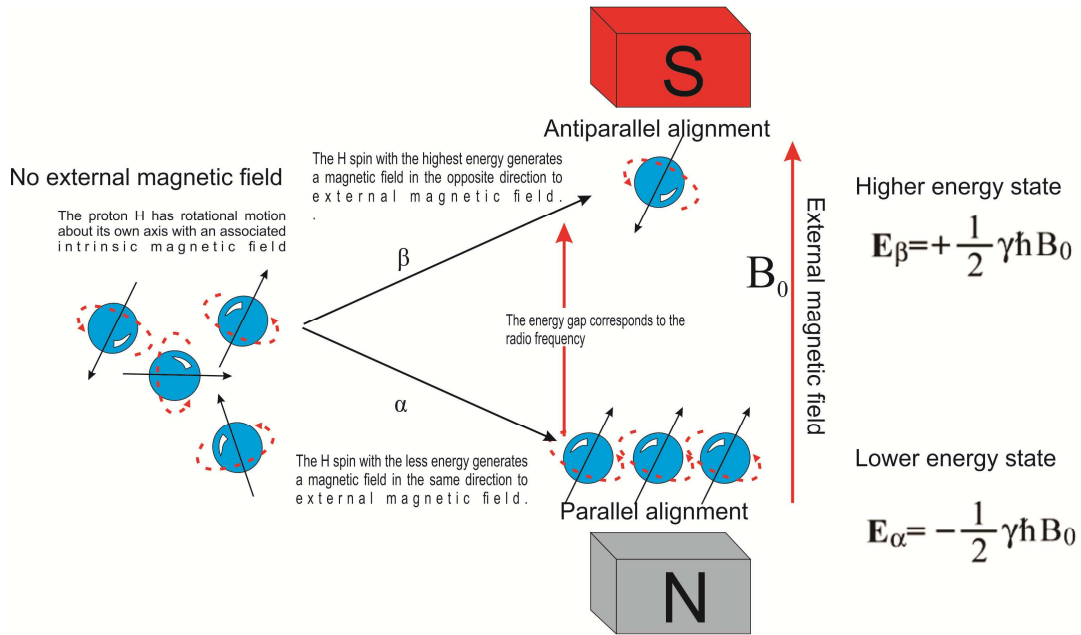 S
Antiparallel alignment
No external magnetic field
The proton H has rotational motion
about its own axis with an associated
intrinsic magnetic field
The H spin with the highest energy generates
a magnetic field in the opposite direction to
external magnetic field.
.
β
α
The energy gap corresponds to the
radio frequency
The H spin with the less energy generates
a magnetic field in the same direction to
external magnetic field.
Parallel alignment
N
B₀
External magnetic field
Higher energy state
Eβ=+½γħB₀
Lower energy state
Eα=−½γħB₀